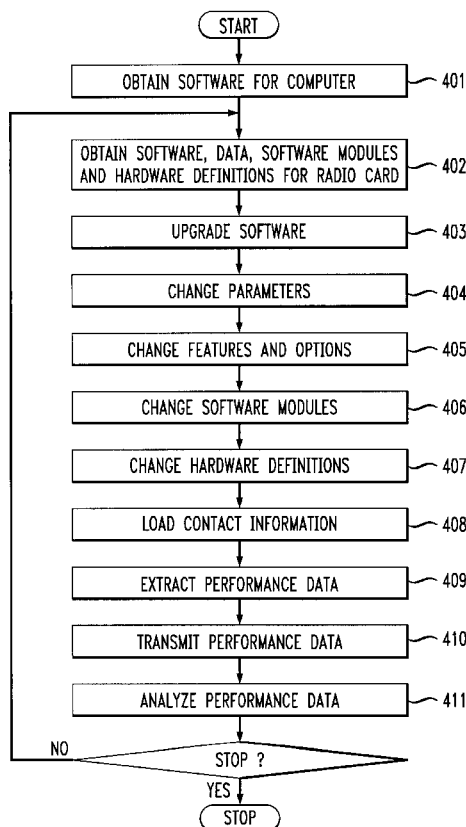 START
OBTAIN SOFTWARE FOR COMPUTER
401
OBTAIN SOFTWARE, DATA, SOFTWARE MODULES
AND HARDWARE DEFINITIONS FOR RADIO CARD
402
UPGRADE SOFTWARE
403
CHANGE PARAMETERS
404
CHANGE FEATURES AND OPTIONS
405
CHANGE SOFTWARE MODULES
406
CHANGE HARDWARE DEFINITIONS
407
LOAD CONTACT INFORMATION
408
EXTRACT PERFORMANCE DATA
409
TRANSMIT PERFORMANCE DATA
410
ANALYZE PERFORMANCE DATA
411
NO
STOP ?
YES
STOP